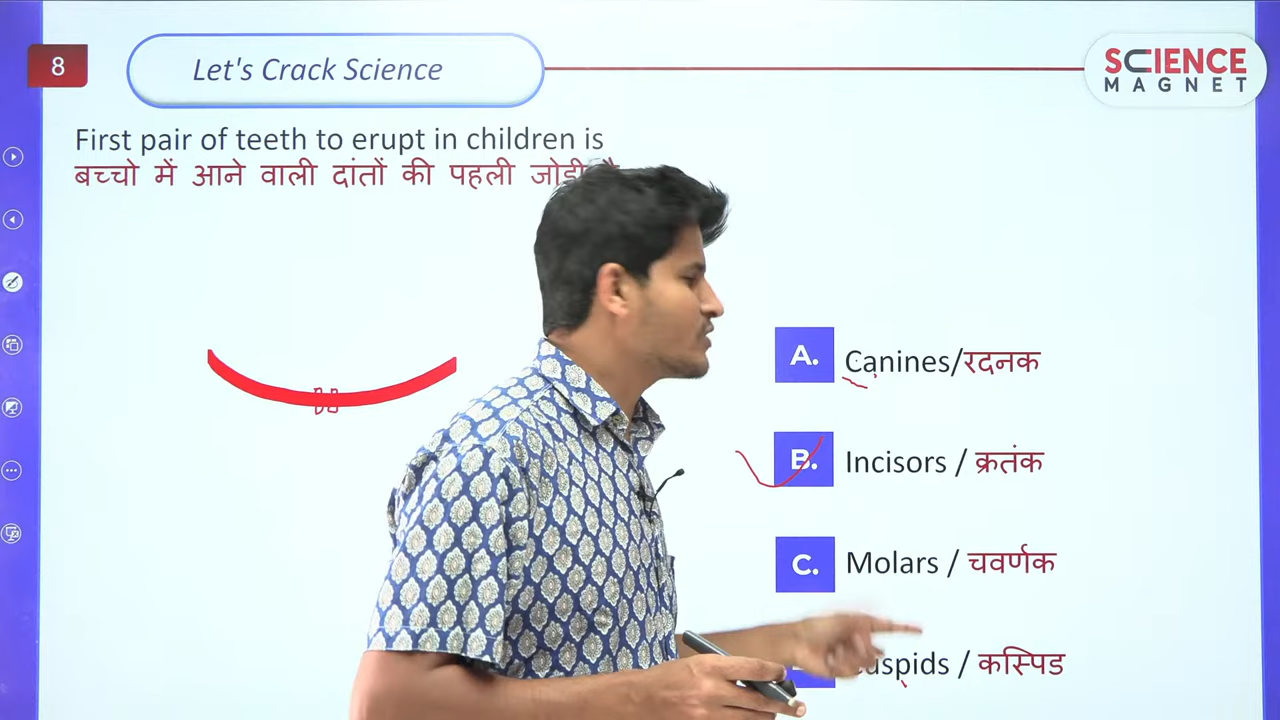 8
Let's Crack Science
SCIENCE
MAGNET
First pair of teeth to erupt in children is
बच्चो में आने वाली दांतों की पहली जोड़ी है
A. Canines/रदनक
B. Incisors / क्रतंक
C. Molars / चवर्णक
cuspids / कस्पिड